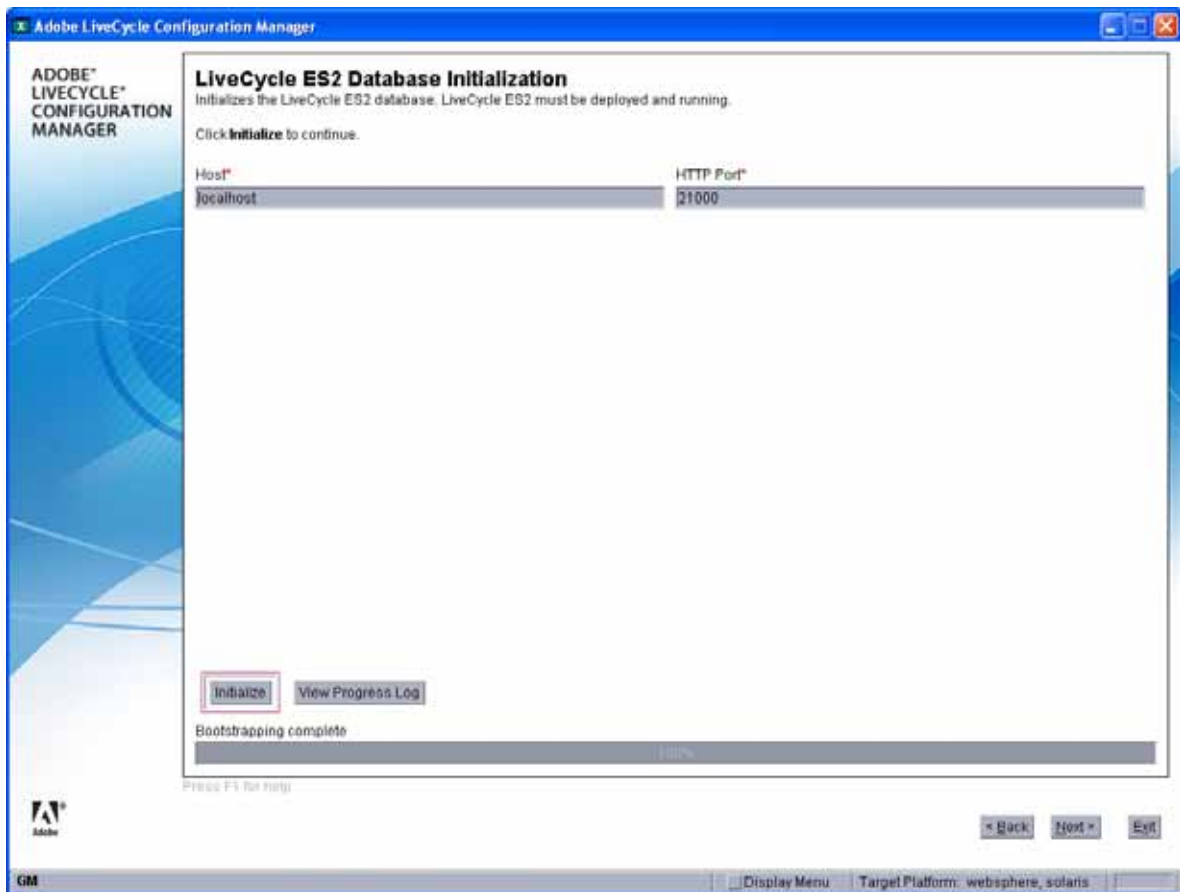 Adobe LiveCycle Configuration Manager
ADOBE®
LIVECYCLE®
CONFIGURATION
MANAGER
LiveCycle ES2 Database Initialization
Initializes the LiveCycle ES2 database. LiveCycle ES2 must be deployed and running.
Click Initialize to continue.
Host* HTTP Port*
localhost 21000
Initialize View Progress Log
Bootstrapping complete
100%
Press F1 for help
Adobe
< Back Next > Exit
GM Display Menu Target Platform: websphere, solaris